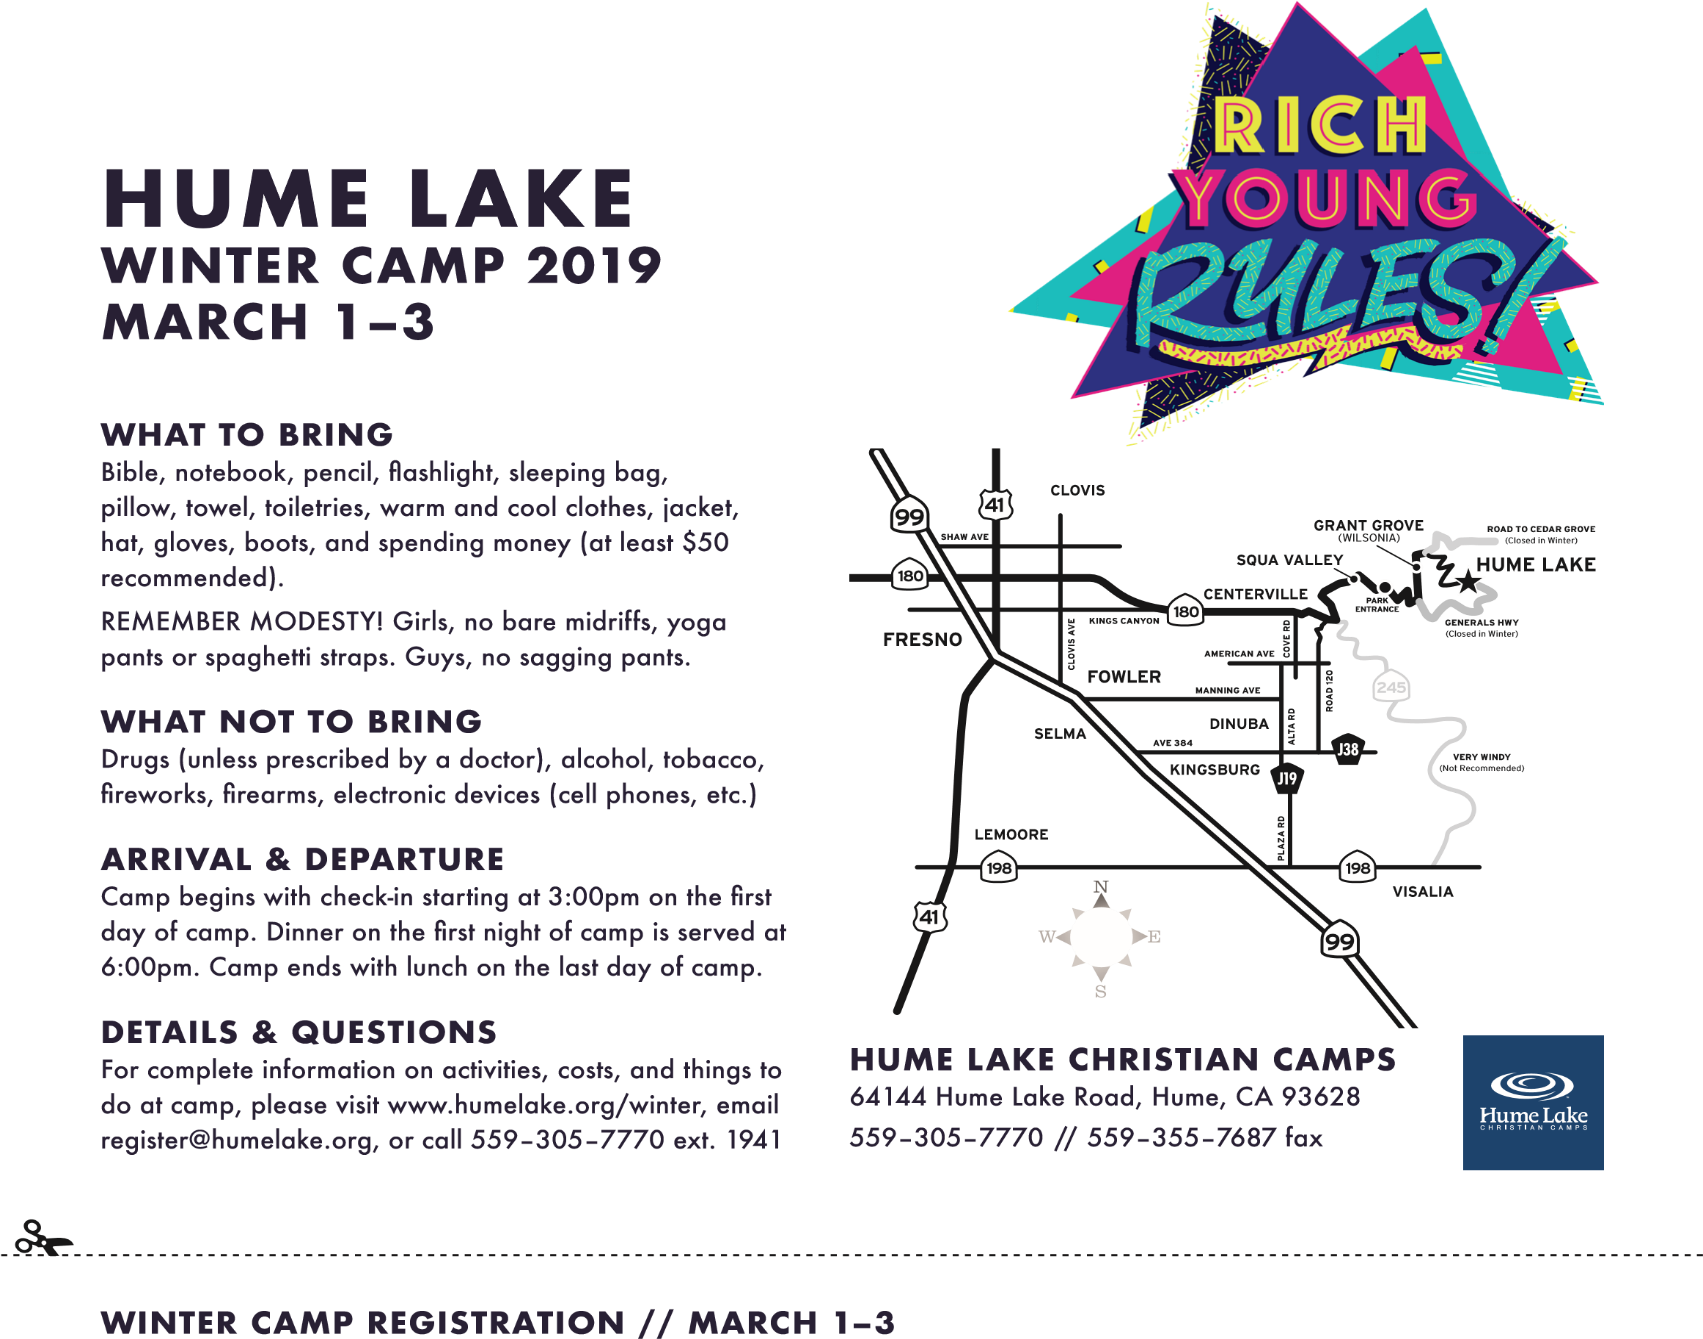 RICH
YOUNG
RULES!
HUME LAKE
WINTER CAMP 2019
MARCH 1–3
WHAT TO BRING
Bible, notebook, pencil, flashlight, sleeping bag,
pillow, towel, toiletries, warm and cool clothes, jacket,
hat, gloves, boots, and spending money (at least $50
recommended).
REMEMBER MODESTY! Girls, no bare midriffs, yoga
pants or spaghetti straps. Guys, no sagging pants.
WHAT NOT TO BRING
Drugs (unless prescribed by a doctor), alcohol, tobacco,
fireworks, firearms, electronic devices (cell phones, etc.)
ARRIVAL & DEPARTURE
Camp begins with check-in starting at 3:00pm on the first
day of camp. Dinner on the first night of camp is served at
6:00pm. Camp ends with lunch on the last day of camp.
DETAILS & QUESTIONS
For complete information on activities, costs, and things to
do at camp, please visit www.humelake.org/winter, email
register@humelake.org, or call 559–305–7770 ext. 1941
CLOVIS
41
99
SHAW AVE
180
GRANT GROVE
(WILSONIA)
ROAD TO CEDAR GROVE
(Closed in Winter)
SQUA VALLEY
HUME LAKE
CENTERVILLE
PARK
ENTRANCE
180
KINGS CANYON
GENERALS HWY
(Closed in Winter)
FRESNO
CLOVIS AVE
COVE RD
AMERICAN AVE
FOWLER
ROAD 120
245
MANNING AVE
DINUBA
ALTA RD
SELMA
AVE 384
J38
KINGSBURG
J19
VERY WINDY
(Not Recommended)
LEMOORE
PLAZA RD
198
198
VISALIA
41
99
N
W
E
S
HUME LAKE CHRISTIAN CAMPS
64144 Hume Lake Road, Hume, CA 93628
559–305–7770 // 559–355–7687 fax
Hume Lake
CHRISTIAN CAMPS
WINTER CAMP REGISTRATION // MARCH 1–3